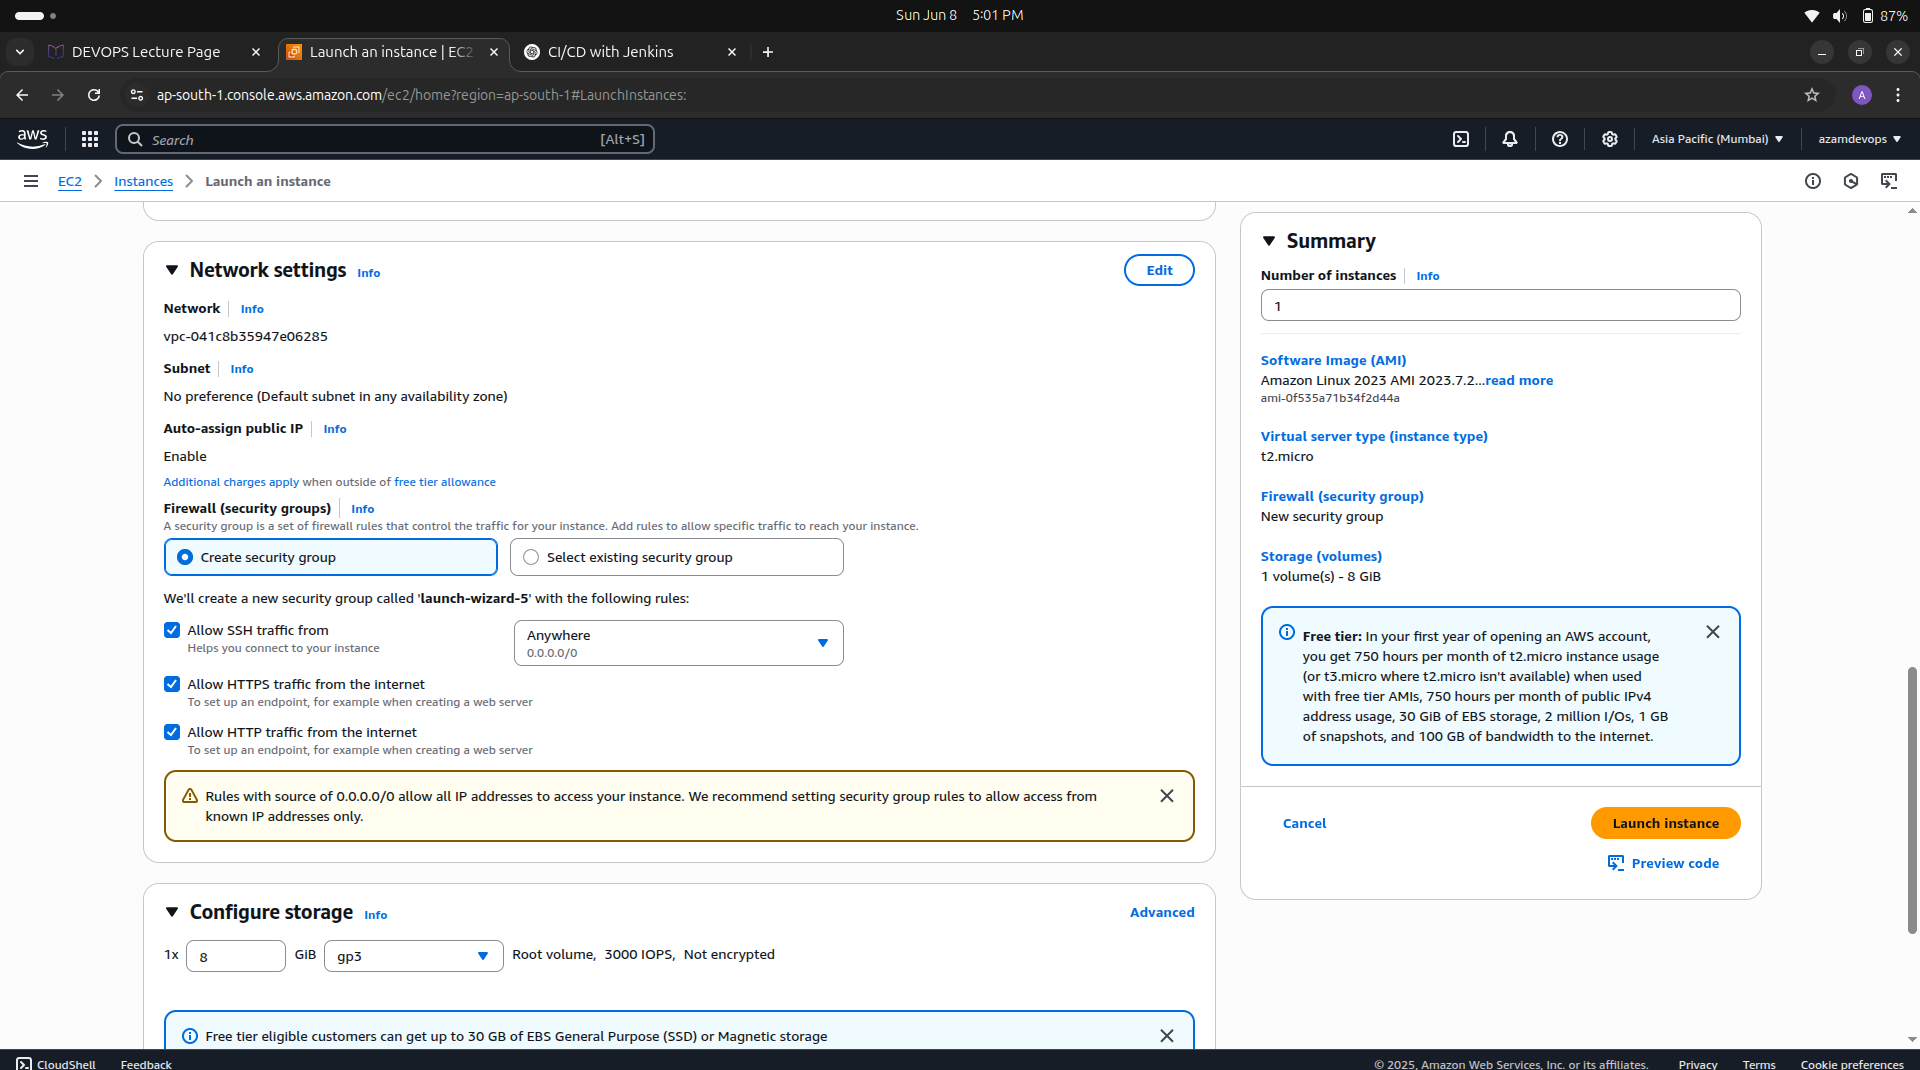 Sun Jun 8 5:01 PM
87%
DEVOPS Lecture Page
Launch an instance | EC2
CI/CD with Jenkins
ap-south-1.console.aws.amazon.com/ec2/home?region=ap-south-1#LaunchInstances:
A
aws
Search
[Alt+S]
Asia Pacific (Mumbai)
azamdevops
EC2
Instances
Launch an instance
Network settings Info
Edit
Network Info
vpc-041c8b35947e06285
Subnet Info
No preference (Default subnet in any availability zone)
Auto-assign public IP Info
Enable
Additional charges apply when outside of free tier allowance
Firewall (security groups) Info
A security group is a set of firewall rules that control the traffic for your instance. Add rules to allow specific traffic to reach your instance.
Create security group
Select existing security group
We'll create a new security group called 'launch-wizard-5' with the following rules:
Allow SSH traffic from
Helps you connect to your instance
Anywhere
0.0.0.0/0
Allow HTTPS traffic from the internet
To set up an endpoint, for example when creating a web server
Allow HTTP traffic from the internet
To set up an endpoint, for example when creating a web server
Rules with source of 0.0.0.0/0 allow all IP addresses to access your instance. We recommend setting security group rules to allow access from
known IP addresses only.
Configure storage Info
Advanced
1x 8 GiB gp3 Root volume, 3000 IOPS, Not encrypted
Free tier eligible customers can get up to 30 GB of EBS General Purpose (SSD) or Magnetic storage
Summary
Number of instances Info
1
Software Image (AMI)
Amazon Linux 2023 AMI 2023.7.2...read more
ami-0f535a71b34f2d44a
Virtual server type (instance type)
t2.micro
Firewall (security group)
New security group
Storage (volumes)
1 volume(s) - 8 GiB
Free tier: In your first year of opening an AWS account,
you get 750 hours per month of t2.micro instance usage
(or t3.micro where t2.micro isn't available) when used
with free tier AMIs, 750 hours per month of public IPv4
address usage, 30 GiB of EBS storage, 2 million I/Os, 1 GB
of snapshots, and 100 GB of bandwidth to the internet.
Cancel
Launch instance
Preview code
CloudShell
Feedback
© 2025, Amazon Web Services, Inc. or its affiliates.
Privacy
Terms
Cookie preferences